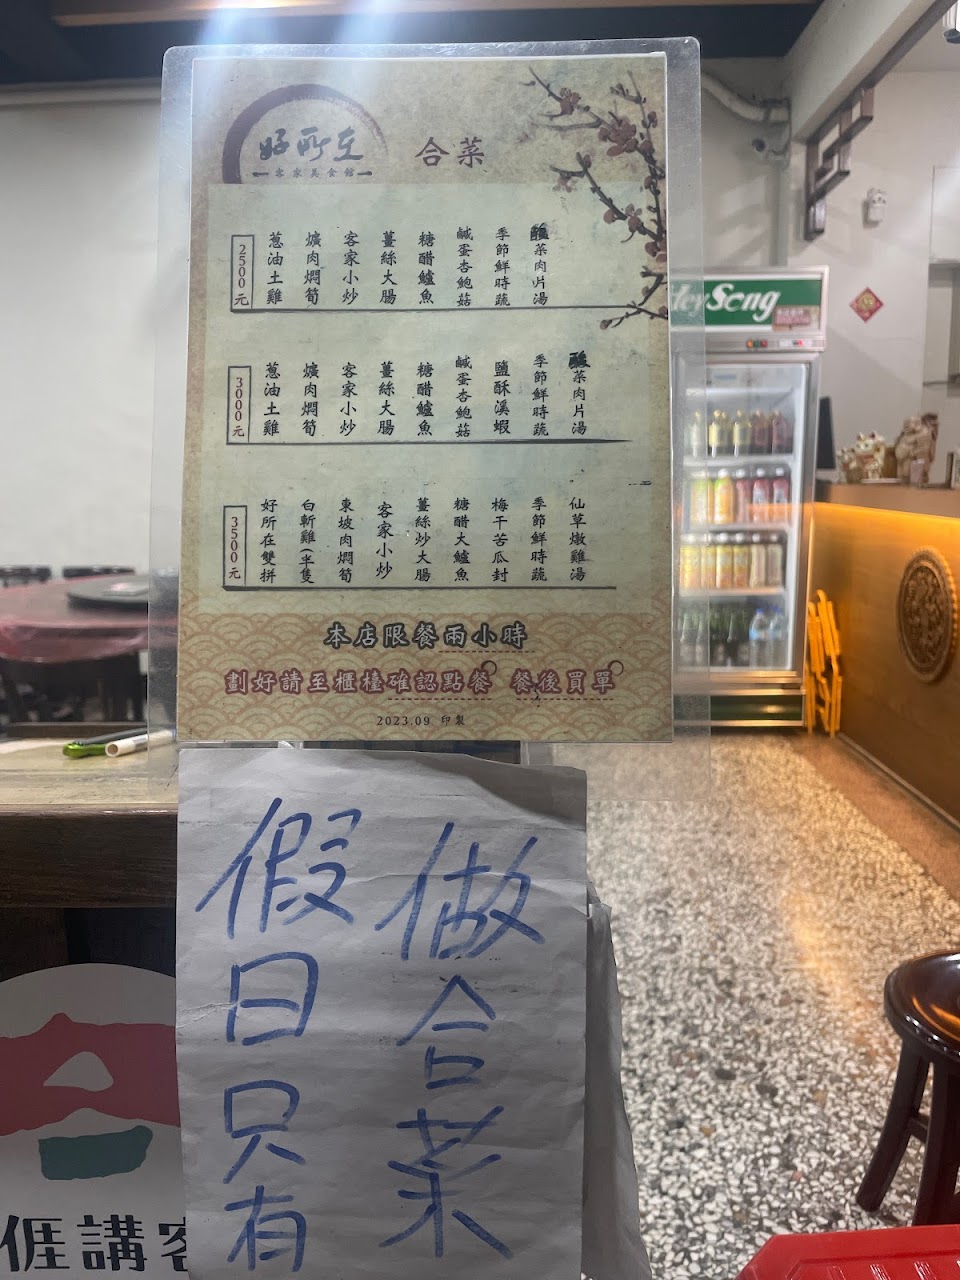 好所在
客家美食館
合菜
2500元
蔥油土雞
爌肉燜筍
客家小炒
薑絲大腸
糖醋鱸魚
鹹蛋杏鮑菇
季節鮮時蔬
酸菜肉片湯
3000元
蔥油土雞
爌肉燜筍
客家小炒
薑絲大腸
糖醋鱸魚
鹹蛋杏鮑菇
鹽酥溪蝦
季節鮮時蔬
酸菜肉片湯
3500元
好所在雙拼
白斬雞(半隻
東坡肉燜筍
客家小炒
薑絲炒大腸
糖醋大鱸魚
梅干苦瓜封
季節鮮時蔬
仙草燉雞湯
本店限餐兩小時
劃好請至櫃檯確認點餐 餐後買單
2023.09 印製
HeySong
假日只有
做合菜
𠊎講客